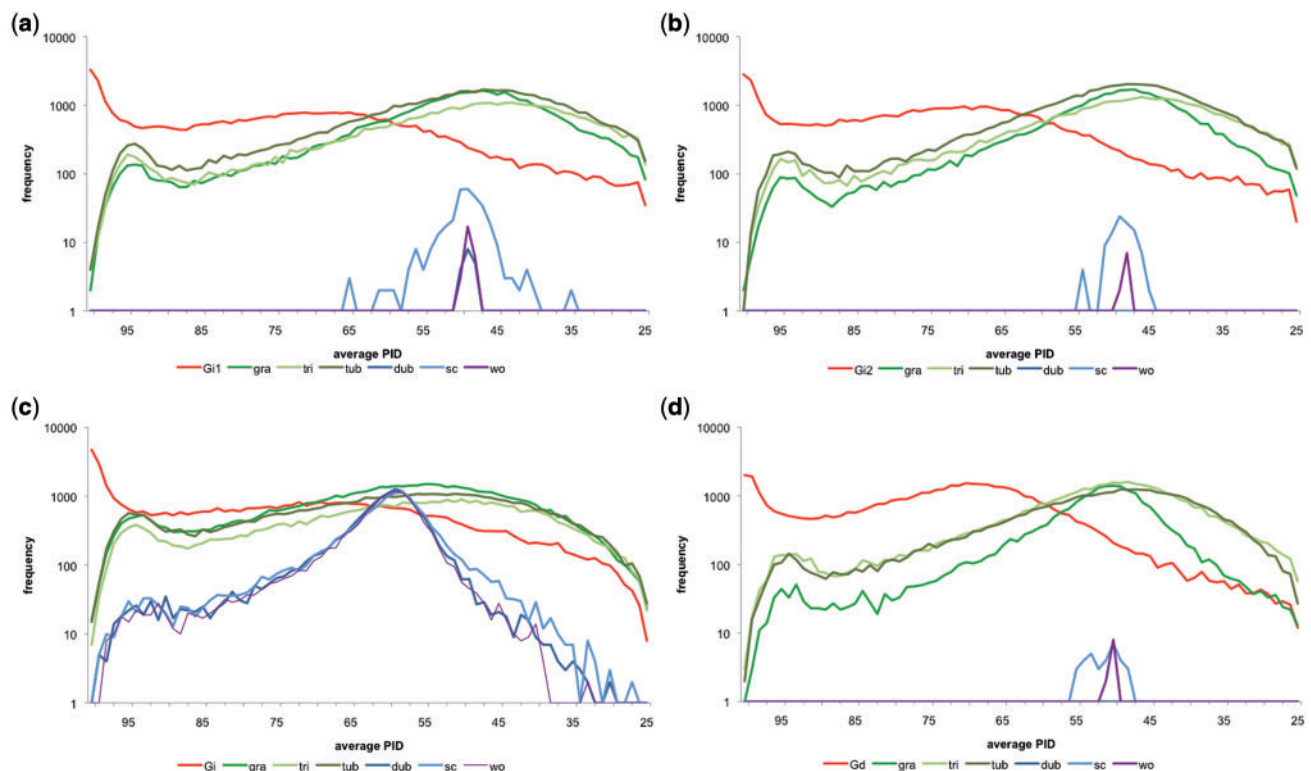 (a)
10000
1000
100
10
1
frequency
95 85 75 65 55 45 35 25
average PID
Gi1 gra tri tub dub sc wo
(b)
10000
1000
100
10
1
frequency
95 85 75 65 55 45 35 25
average PID
Gi2 gra tri tub dub sc wo
(c)
10000
1000
100
10
1
frequency
95 85 75 65 55 45 35 25
average PID
Gi gra tri tub dub sc wo
(d)
10000
1000
100
10
1
frequency
95 85 75 65 55 45 35 25
average PID
Gd gra tri tub dub sc wo